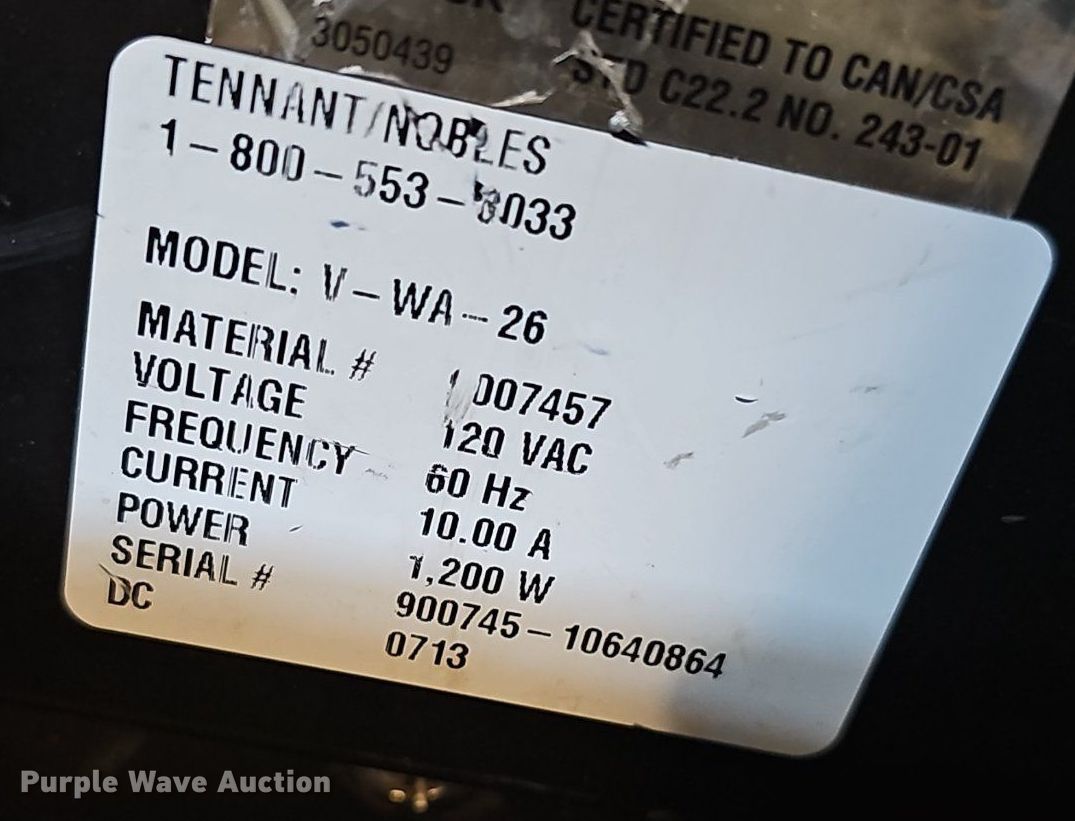 3050439
CERTIFIED TO CAN/CSA
STD C22.2 NO. 243-01
TENNANT/NOBLES
1-800-553-8033
MODEL: V-WA-26
MATERIAL # 1007457
VOLTAGE 120 VAC
FREQUENCY 60 Hz
CURRENT 10.00 A
POWER 1,200 W
SERIAL # 900745-10640864
DC 0713
Purple Wave Auction